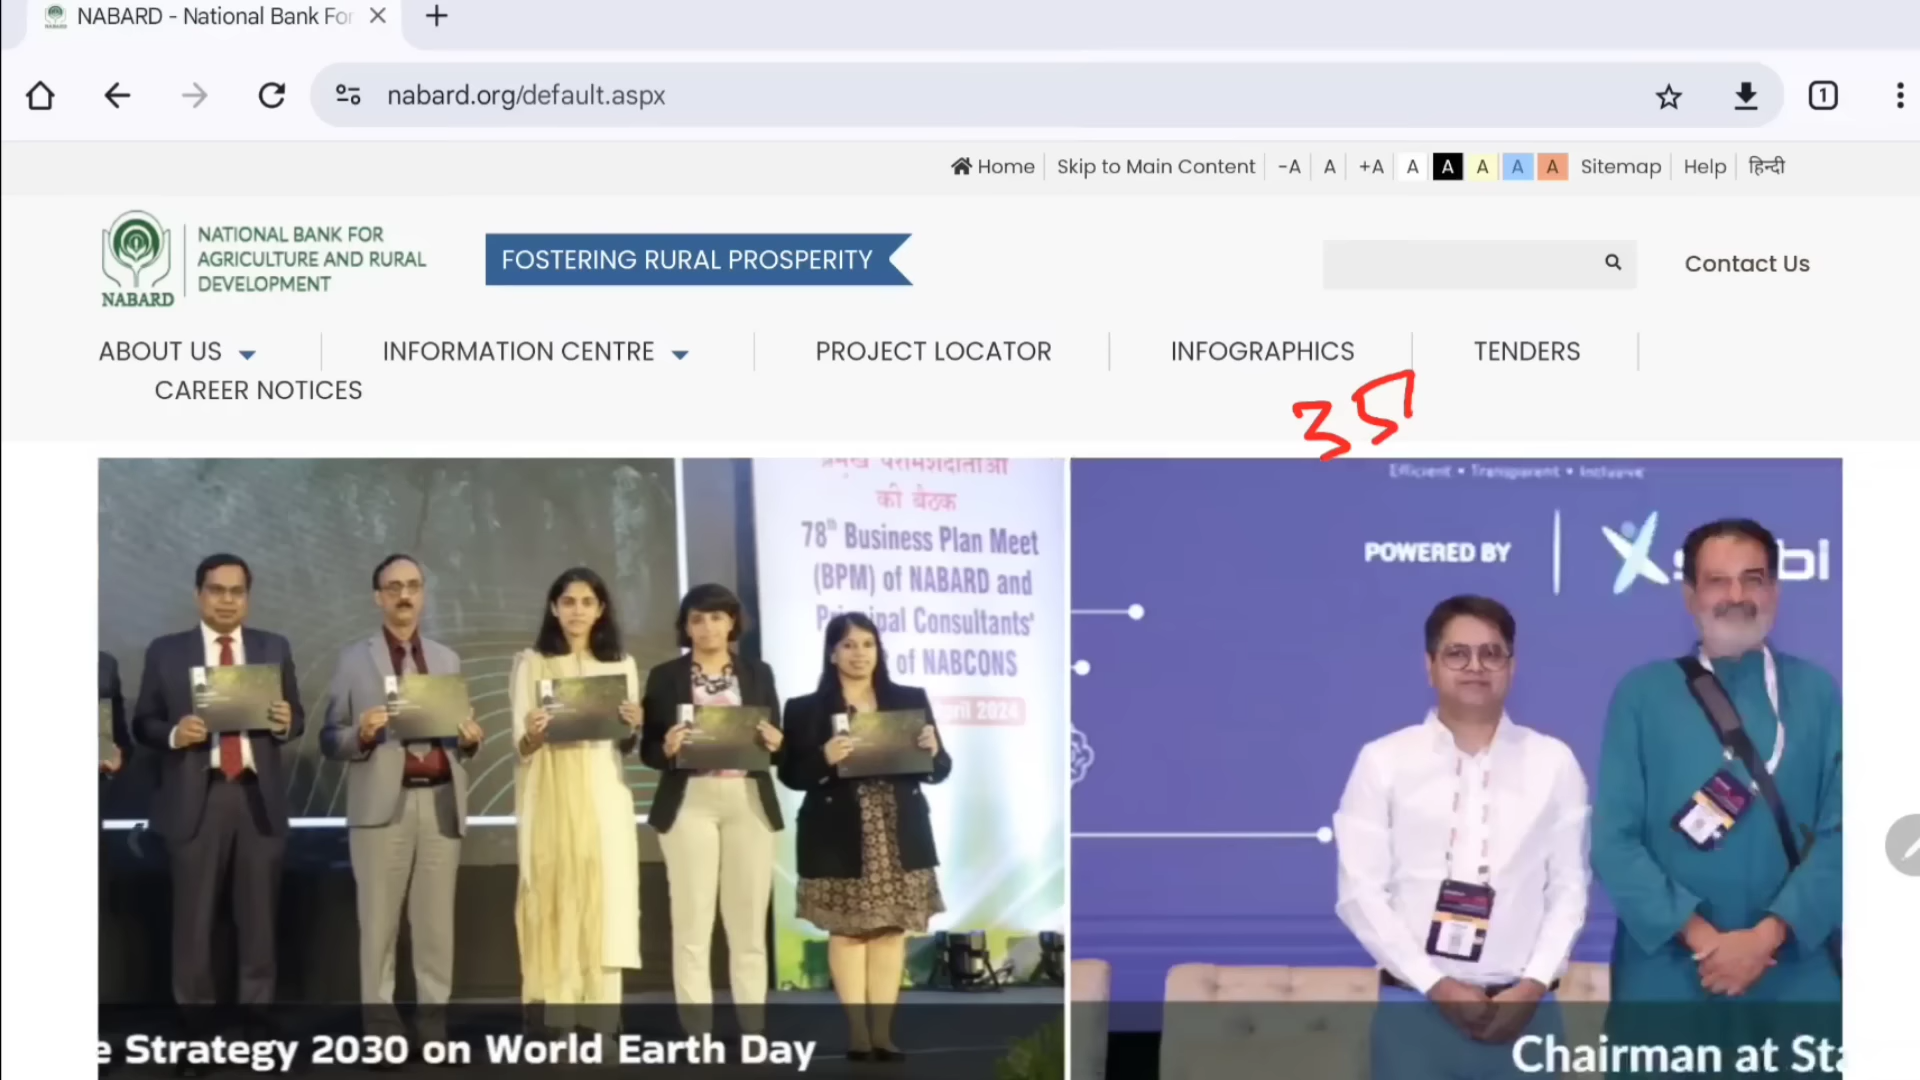 NABARD - National Bank For
nabard.org/default.aspx
1
Home
Skip to Main Content
-A
A
+A
A
A
A
A
A
Sitemap
Help
हिन्दी
NABARD
NATIONAL BANK FOR
AGRICULTURE AND RURAL
DEVELOPMENT
FOSTERING RURAL PROSPERITY
Contact Us
ABOUT US
INFORMATION CENTRE
PROJECT LOCATOR
INFOGRAPHICS
TENDERS
CAREER NOTICES
35
प्रमुख परामर्शदाताओं
की बैठक
78th Business Plan Meet
(BPM) of NABARD and
Consultants'
of NABCONS
April 2024
e Strategy 2030 on World Earth Day
Efficient • Transparent • Inclusive
POWERED BY
Chairman at Sta